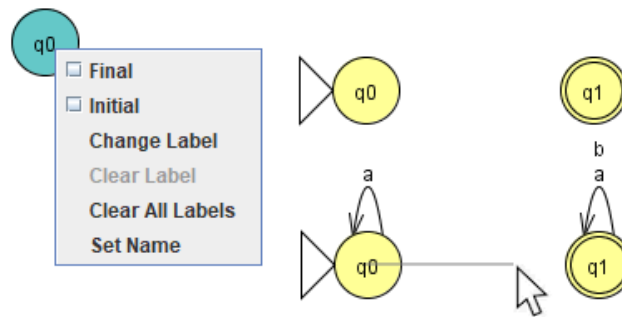 q0
Final
Initial
Change Label
Clear Label
Clear All Labels
Set Name
q0
q1
a
b
a
q0
q1